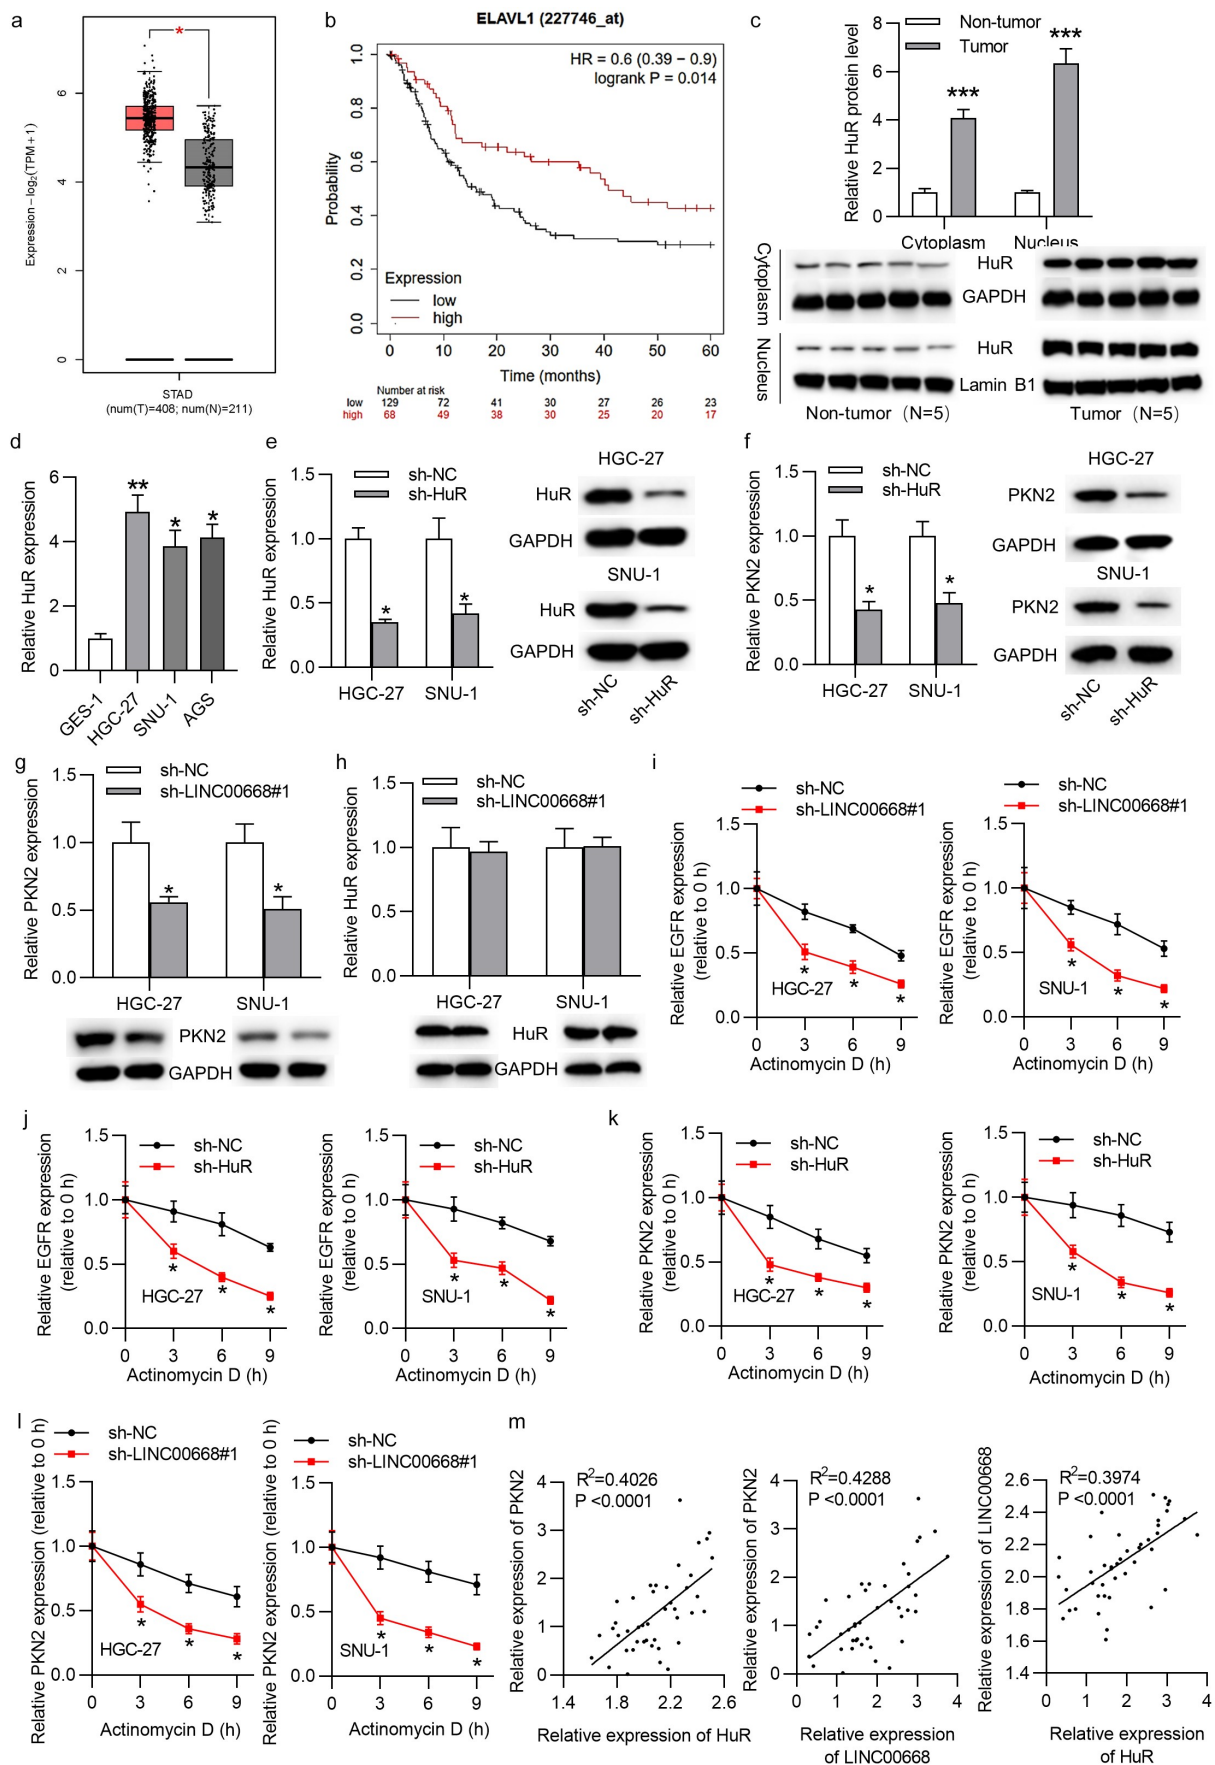 a
*
Expression − log2(TPM+1)
6
4
2
0
STAD
(num(T)=408; num(N)=211)
b
ELAVL1 (227746_at)
HR = 0.6 (0.39 − 0.9)
logrank P = 0.014
Probability
1.0
0.8
0.6
0.4
0.2
0.0
Expression
low
high
0 10 20 30 40 50 60
Time (months)
Number at risk
low 129 72 41 30 27 26 23
high 68 49 38 30 25 20 17
c
Non-tumor
Tumor
Relative HuR protein level
8
6
4
2
0
***
***
Cytoplasm Nucleus
Cytoplasm
HuR
GAPDH
Nucleus
HuR
Lamin B1
Non-tumor (N=5) Tumor (N=5)
d
Relative HuR expression
6
4
2
0
** * *
GES-1 HGC-27 SNU-1 AGS
e
sh-NC
sh-HuR
Relative HuR expression
1.5
1.0
0.5
0.0
* *
HGC-27 SNU-1
HGC-27
HuR
GAPDH
SNU-1
HuR
GAPDH
sh-NC sh-HuR
f
sh-NC
sh-HuR
Relative PKN2 expression
1.5
1.0
0.5
0.0
* *
HGC-27 SNU-1
HGC-27
PKN2
GAPDH
SNU-1
PKN2
GAPDH
sh-NC sh-HuR
g
sh-NC
sh-LINC00668#1
Relative PKN2 expression
1.5
1.0
0.5
0.0
* *
HGC-27 SNU-1
PKN2
GAPDH
h
sh-NC
sh-LINC00668#1
Relative HuR expression
1.5
1.0
0.5
0.0
HGC-27 SNU-1
HuR
GAPDH
i
sh-NC
sh-LINC00668#1
Relative EGFR expression
(relative to 0 h)
1.5
1.0
0.5
0.0
* * *
HGC-27
0 3 6 9
Actinomycin D (h)
sh-NC
sh-LINC00668#1
Relative EGFR expression
(relative to 0 h)
1.5
1.0
0.5
0.0
* * *
SNU-1
0 3 6 9
Actinomycin D (h)
j
sh-NC
sh-HuR
Relative EGFR expression
(relative to 0 h)
1.5
1.0
0.5
0.0
* * *
HGC-27
0 3 6 9
Actinomycin D (h)
sh-NC
sh-HuR
Relative EGFR expression
(relative to 0 h)
1.5
1.0
0.5
0.0
* * *
SNU-1
0 3 6 9
Actinomycin D (h)
k
sh-NC
sh-HuR
Relative PKN2 expression
(relative to 0 h)
1.5
1.0
0.5
0.0
* * *
HGC-27
0 3 6 9
Actinomycin D (h)
sh-NC
sh-HuR
Relative PKN2 expression
(relative to 0 h)
1.5
1.0
0.5
0.0
* * *
SNU-1
0 3 6 9
Actinomycin D (h)
l
sh-NC
sh-LINC00668#1
Relative PKN2 expression (relative to 0 h)
1.5
1.0
0.5
0.0
* * *
HGC-27
0 3 6 9
Actinomycin D (h)
sh-NC
sh-LINC00668#1
Relative PKN2 expression (relative to 0 h)
1.5
1.0
0.5
0.0
* * *
SNU-1
0 3 6 9
Actinomycin D (h)
m
Relative expression of PKN2
R2=0.4026
P <0.0001
4
3
2
1
0
1.4 1.8 2.2 2.6
Relative expression of HuR
Relative expression of PKN2
R2=0.4288
P <0.0001
4
3
2
1
0
0 1 2 3 4
Relative expression
of LINC00668
Relative expression of LINC00668
R2=0.3974
P <0.0001
2.6
2.4
2.2
2.0
1.8
1.6
1.4
0 1 2 3 4
Relative expression
of HuR